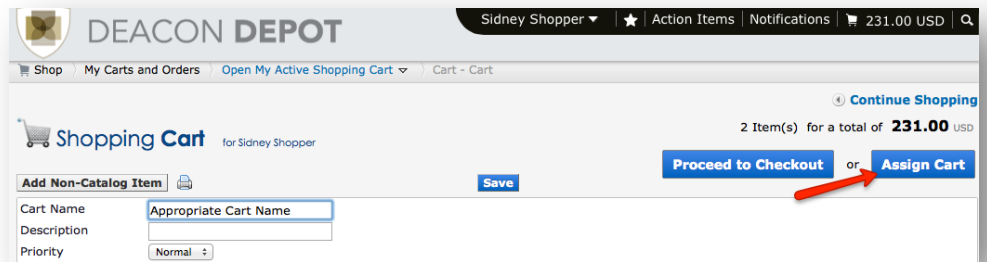 DEACON DEPOT
Sidney Shopper Action Items Notifications 231.00 USD
Shop My Carts and Orders Open My Active Shopping Cart Cart - Cart
Continue Shopping
2 Item(s) for a total of 231.00 USD
Shopping Cart for Sidney Shopper
Proceed to Checkout or Assign Cart
Add Non-Catalog Item Save
Cart Name Appropriate Cart Name
Description
Priority Normal